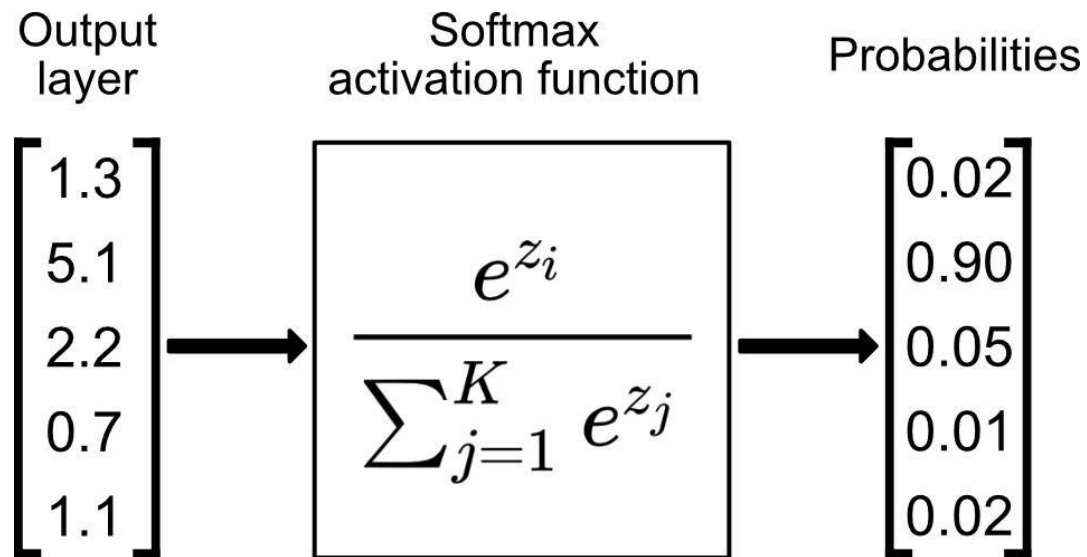 Output
layer
Softmax
activation function
Probabilities
1.3
5.1
2.2
0.7
1.1
e^{z_i}
∑_{j=1}^{K} e^{z_j}
0.02
0.90
0.05
0.01
0.02